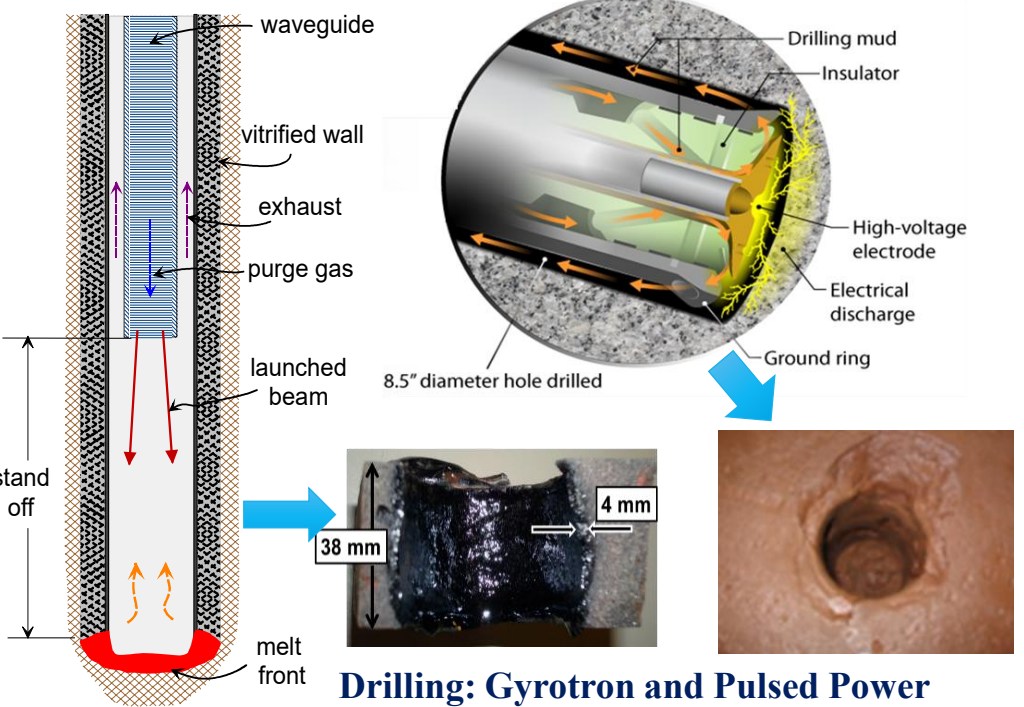 waveguide
vitrified wall
exhaust
purge gas
launched
beam
stand
off
melt
front
Drilling mud
Insulator
High-voltage
electrode
Electrical
discharge
Ground ring
8.5” diameter hole drilled
38 mm
4 mm
Drilling: Gyrotron and Pulsed Power